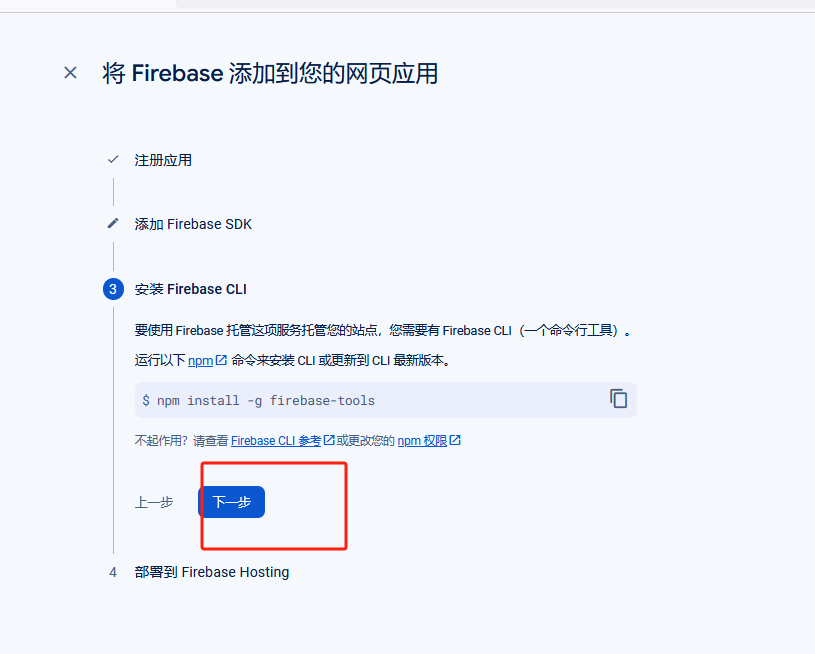 将 Firebase 添加到您的网页应用
注册应用
添加 Firebase SDK
3 安装 Firebase CLI
要使用 Firebase 托管这项服务托管您的站点，您需要有 Firebase CLI（一个命令行工具）。
运行以下 npm 命令来安装 CLI 或更新到 CLI 最新版本。
$ npm install -g firebase-tools
不起作用？请查看 Firebase CLI 参考 或更改您的 npm 权限
上一步 下一步
4 部署到 Firebase Hosting